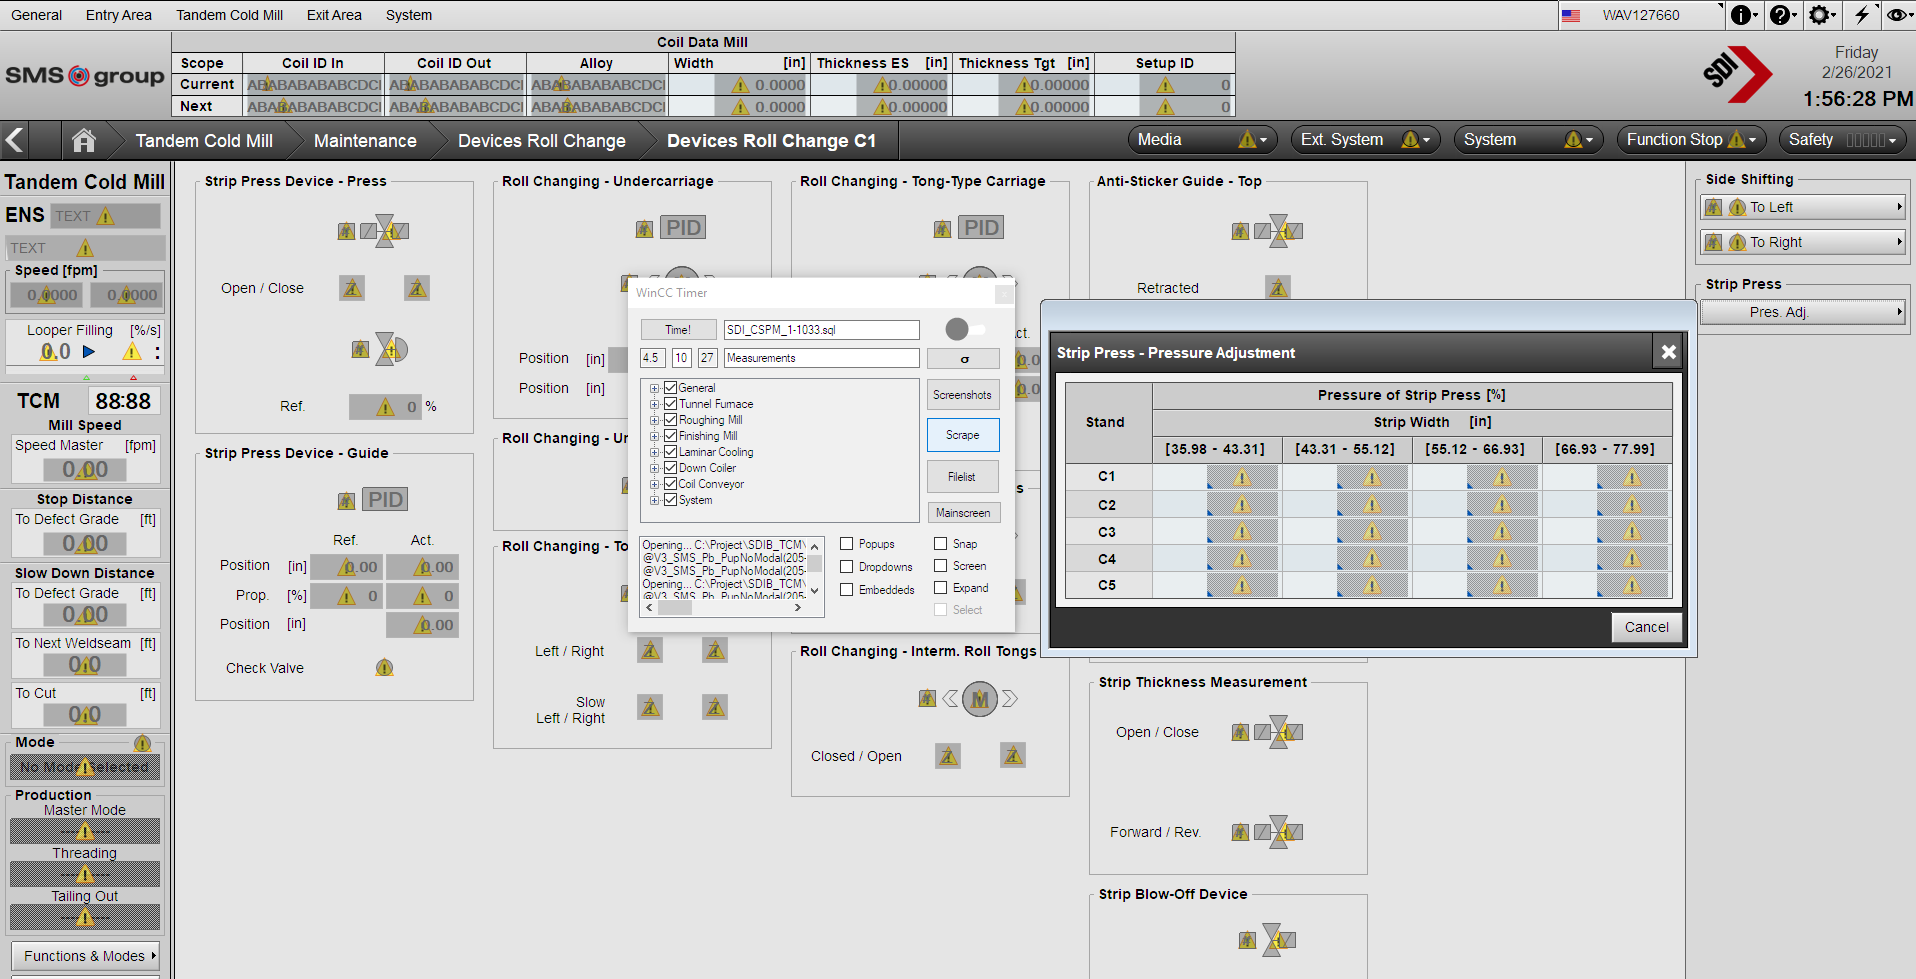 General Entry Area Tandem Cold Mill Exit Area System WAV127660
SMS group
Coil Data Mill
Scope Coil ID In Coil ID Out Alloy Width [in] Thickness ES [in] Thickness Tgt [in] Setup ID
Current ABABABABABCDCI ABABABABABCDCI ABABABABABCDCI 0.0000 0.00000 0.00000 0
Next ABABABABABCDCI ABABABABABCDCI ABABABABABCDCI 0.0000 0.00000 0.00000 0
SDI
Friday
2/26/2021
1:56:28 PM
Tandem Cold Mill Maintenance Devices Roll Change Devices Roll Change C1 Media Ext. System System Function Stop Safety
Tandem Cold Mill
ENS TEXT
TEXT
Speed [fpm]
0.0000 0.0000
Looper Filling [%/s]
0.0 :
TCM 88:88
Mill Speed
Speed Master [fpm]
0.00
Stop Distance
To Defect Grade [ft]
0.00
Slow Down Distance
To Defect Grade [ft]
0.00
To Next Weldseam [ft]
0.0
To Cut [ft]
0.0
Mode
No Mode Selected
Production
Master Mode
Threading
Tailing Out
Functions & Modes
Strip Press Device - Press
Open / Close
Ref. 0 %
Strip Press Device - Guide
PID
Ref. Act.
Position [in] 0.00 0.00
Prop. [%] 0 0
Position [in] 0.00
Check Valve
Roll Changing - Undercarriage
PID
Position [in]
Position [in]
Roll Changing - Un
Roll Changing - To
Left / Right
Slow
Left / Right
Roll Changing - Tong-Type Carriage
PID
ct.
0.0
0.0
s
Roll Changing - Interm. Roll Tongs
M
Closed / Open
Anti-Sticker Guide - Top
Retracted
Strip Thickness Measurement
Open / Close
Forward / Rev.
Strip Blow-Off Device
Side Shifting
To Left
To Right
Strip Press
Pres. Adj.
WinCC Timer
Time! SDI_CSPM_1-1033.sql
4.5 10 27 Measurements σ
General
Tunnel Furnace
Roughing Mill
Finishing Mill
Laminar Cooling
Down Coiler
Coil Conveyor
System
Screenshots
Scrape
Filelist
Mainscreen
Opening... C:\Project\SDIB_TCM\
@V3_SMS_Pb_PupNoModal(205-
@V3_SMS_Pb_PupNoModal(205-
Opening... C:\Project\SDIB_TCM\
@V3_SMS_Pb_PupNoModal(205-
Popups Snap
Dropdowns Screen
Embeddeds Expand
Select
Strip Press - Pressure Adjustment
Stand Pressure of Strip Press [%]
Strip Width [in]
[35.98 - 43.31] [43.31 - 55.12] [55.12 - 66.93] [66.93 - 77.99]
C1
C2
C3
C4
C5
Cancel